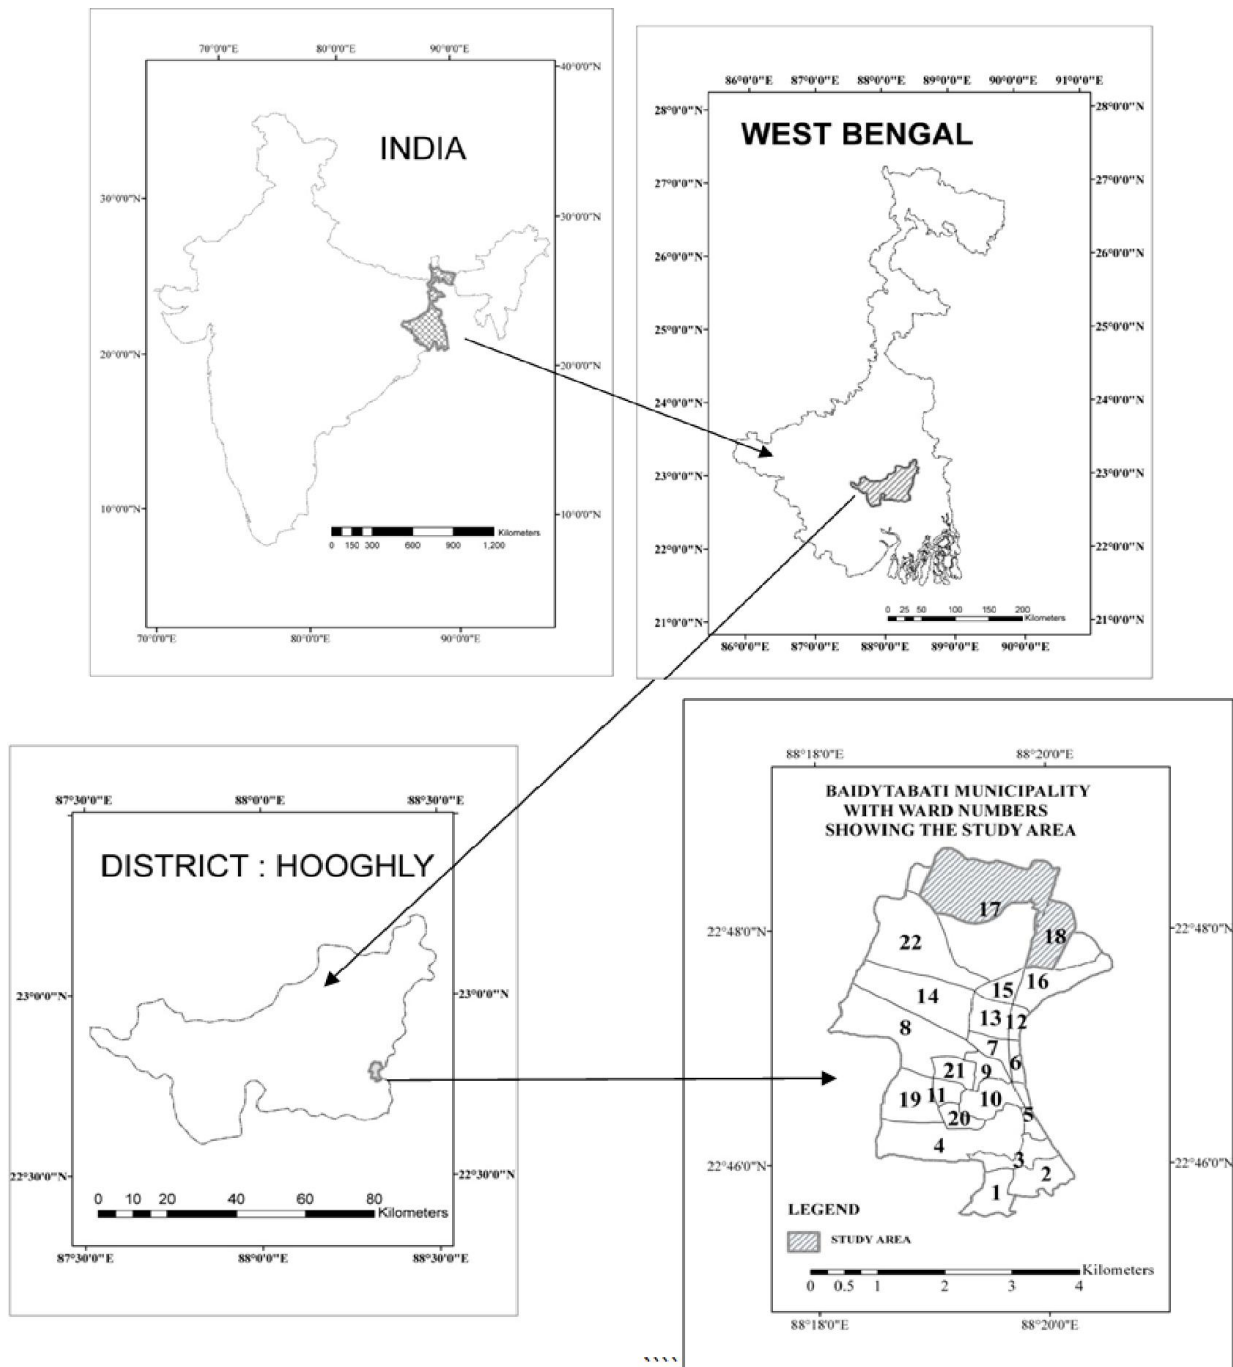 70°0'0"E 80°0'0"E 90°0'0"E
40°0'0"N
INDIA
30°0'0"N 30°0'0"N
20°0'0"N 20°0'0"N
10°0'0"N 10°0'0"N
Kilometers
0 150 300 600 900 1,200
70°0'0"E 80°0'0"E 90°0'0"E
86°0'0"E 87°0'0"E 88°0'0"E 89°0'0"E 90°0'0"E 91°0'0"E
28°0'0"N 28°0'0"N
WEST BENGAL
27°0'0"N 27°0'0"N
26°0'0"N 26°0'0"N
25°0'0"N 25°0'0"N
24°0'0"N 24°0'0"N
23°0'0"N 23°0'0"N
22°0'0"N 22°0'0"N
0 25 50 100 150 200
Kilometers
21°0'0"N 21°0'0"N
86°0'0"E 87°0'0"E 88°0'0"E 89°0'0"E 90°0'0"E
87°30'0"E 88°0'0"E 88°30'0"E
DISTRICT : HOOGHLY
23°0'0"N 23°0'0"N
22°30'0"N 22°30'0"N
0 10 20 40 60 80
Kilometers
87°30'0"E 88°0'0"E 88°30'0"E
88°18'0"E 88°20'0"E
BAIDYTABATI MUNICIPALITY
WITH WARD NUMBERS
SHOWING THE STUDY AREA
17
22°48'0"N 22°48'0"N
22 18
16
14 15
8 13 12
7
21 9 6
19 11 10
20 5
4
3
22°46'0"N 22°46'0"N
1 2
LEGEND
STUDY AREA
Kilometers
0 0.5 1 2 3 4
88°18'0"E 88°20'0"E